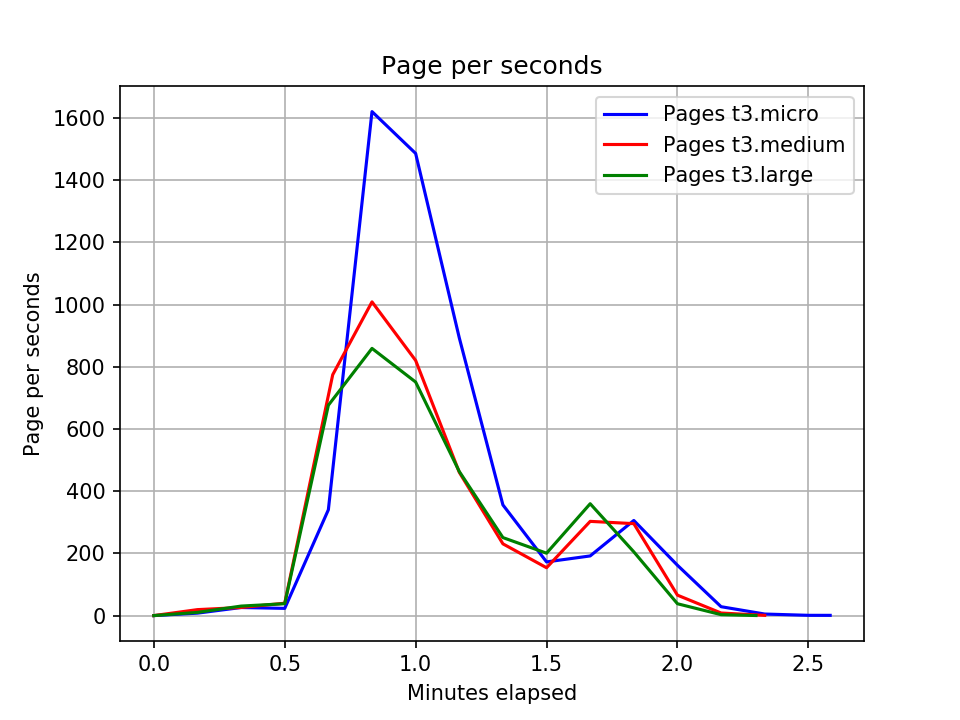 Page per seconds
Pages t3.micro
Pages t3.medium
Pages t3.large
Page per seconds
1600
1400
1200
1000
800
600
400
200
0
0.0 0.5 1.0 1.5 2.0 2.5
Minutes elapsed